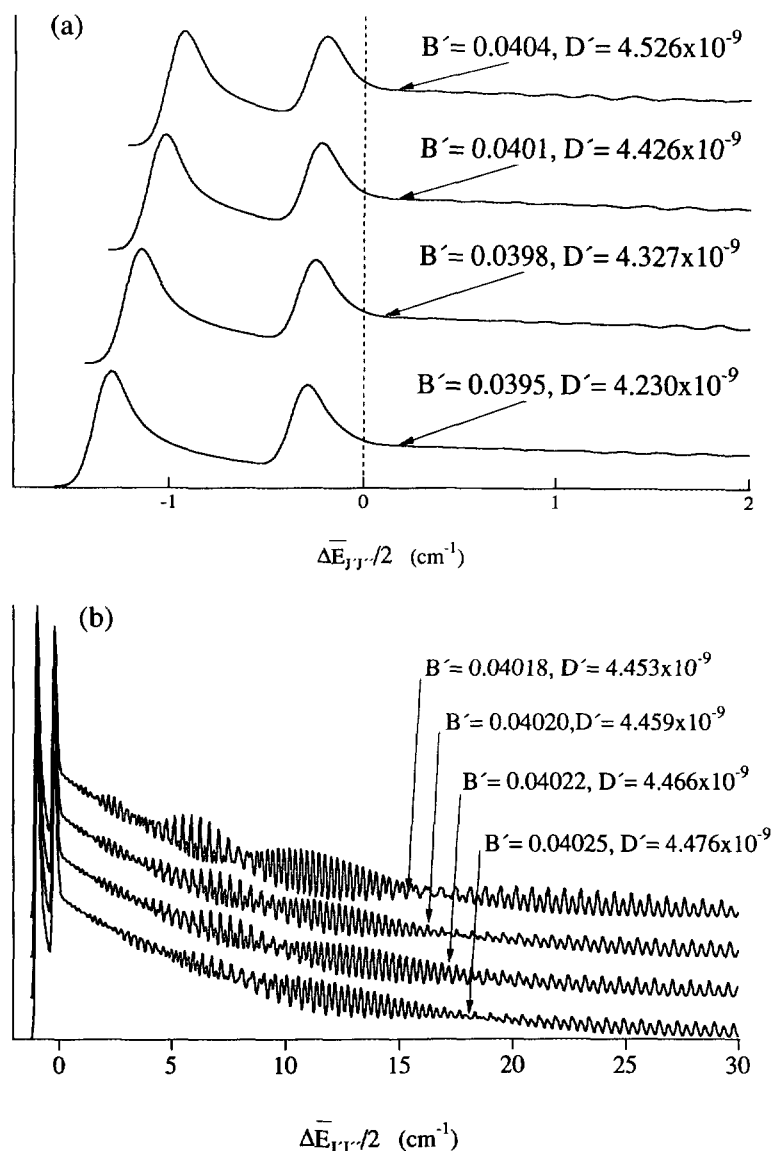 (a)
B´= 0.0404, D´= 4.526x10-9
B´= 0.0401, D´= 4.426x10-9
B´= 0.0398, D´= 4.327x10-9
B´= 0.0395, D´= 4.230x10-9
-1 0 1 2
ΔE̅J´J´´/2 (cm-1)
(b)
B´= 0.04018, D´= 4.453x10-9
B´= 0.04020,D´= 4.459x10-9
B´= 0.04022, D´= 4.466x10-9
B´= 0.04025, D´= 4.476x10-9
0 5 10 15 20 25 30
ΔE̅J´J´´/2 (cm-1)